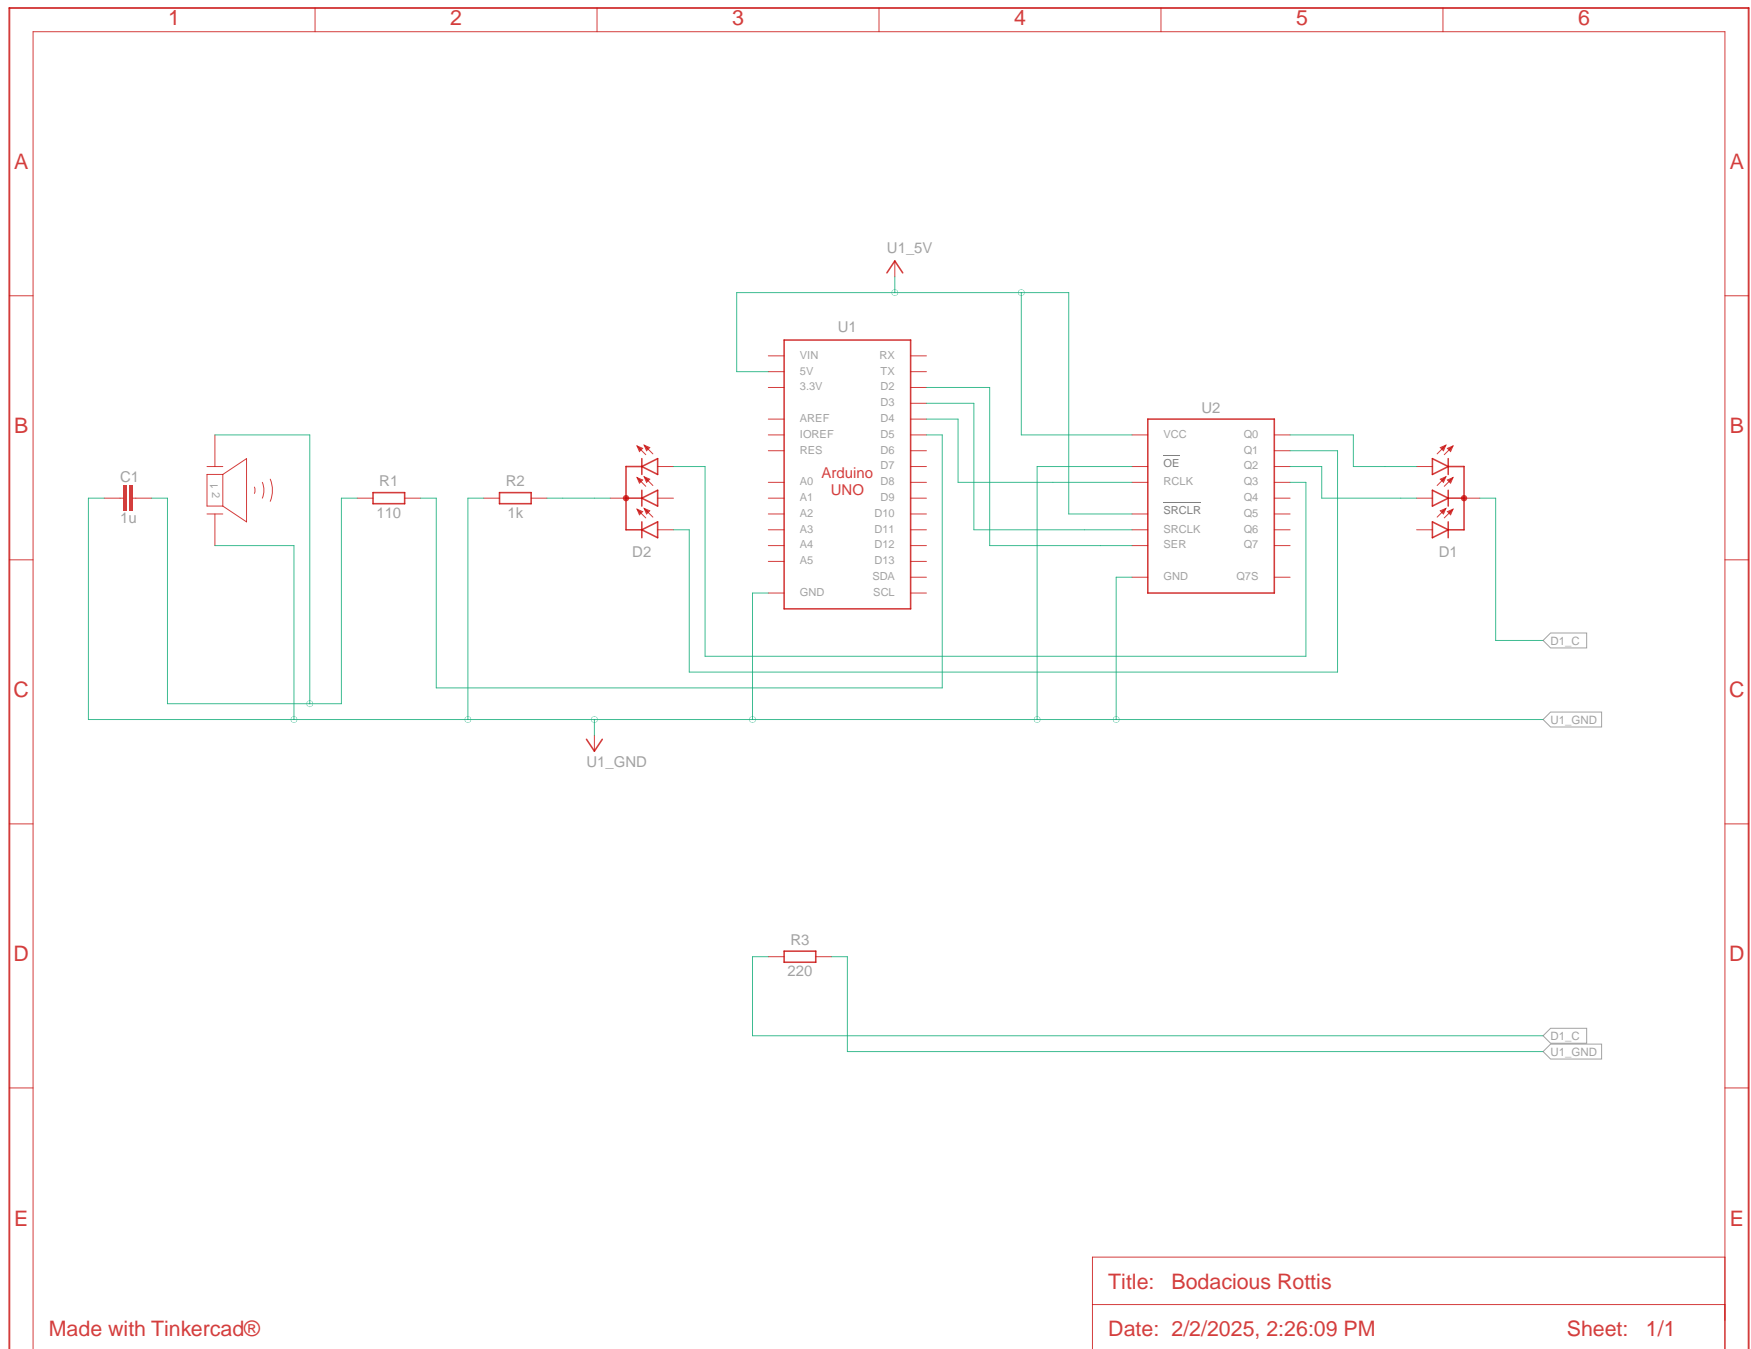 1 2 3 4 5 6
A A
U1_5V
B B
U1
VIN RX
5V TX
3.3V D2
D3
AREF D4
IOREF D5
RES D6
D7
A0 D8
A1 D9
A2 D10
A3 D11
A4 D12
A5 D13
SDA
GND SCL
Arduino
UNO
U2
VCC Q0
Q1
OE Q2
RCLK Q3
Q4
SRCLR Q5
SRCLK Q6
SER Q7
GND Q7S
C1
1u
1 2
R1
110
R2
1k
D2
D1
D1_C
C C
U1_GND
U1_GND
D D
R3
220
D1_C
U1_GND
E E
Title: Bodacious Rottis
Made with Tinkercad®
Date: 2/2/2025, 2:26:09 PM Sheet: 1/1